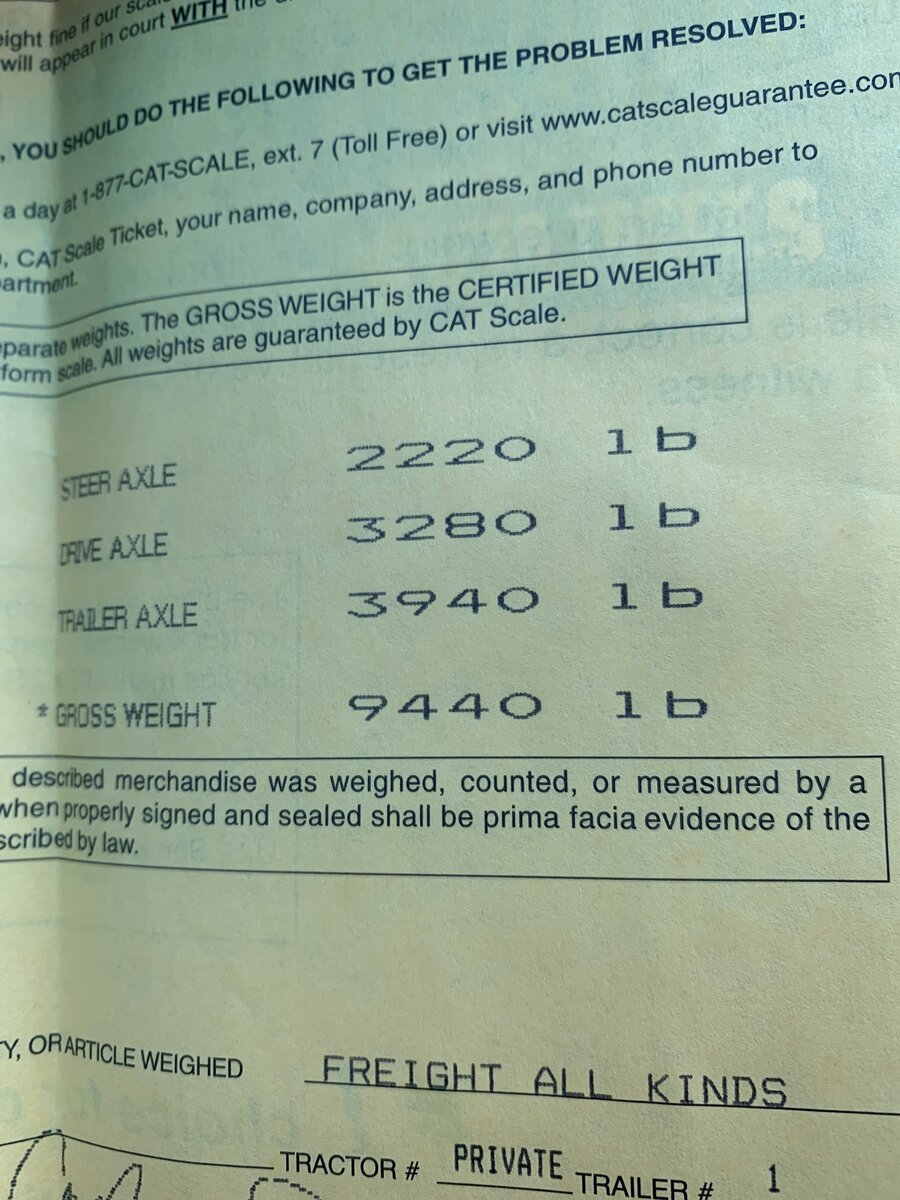 eight fine if our
will appear in court WITH the
, YOU SHOULD DO THE FOLLOWING TO GET THE PROBLEM RESOLVED:
a day at 1-877-CAT-SCALE, ext. 7 (Toll Free) or visit www.catscaleguarantee.com
, CAT Scale Ticket, your name, company, address, and phone number to
artment.
parate weights. The GROSS WEIGHT is the CERTIFIED WEIGHT
form scale. All weights are guaranteed by CAT Scale.
STEER AXLE 2220 lb
DRIVE AXLE 3280 lb
TRAILER AXLE 3940 lb
* GROSS WEIGHT 9440 lb
described merchandise was weighed, counted, or measured by a
when properly signed and sealed shall be prima facia evidence of the
scribed by law.
Y, OR ARTICLE WEIGHED FREIGHT ALL KINDS
TRACTOR # PRIVATE TRAILER # 1